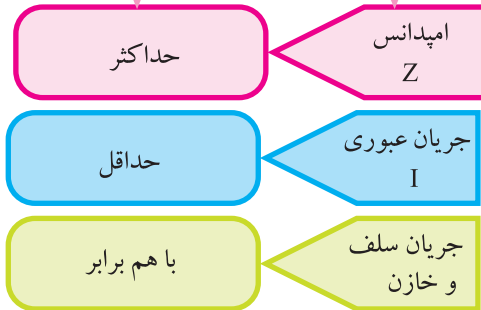 امپدانس
Z
حداکثر
جریان عبوری
I
حداقل
جریان سلف
و خازن
با هم برابر